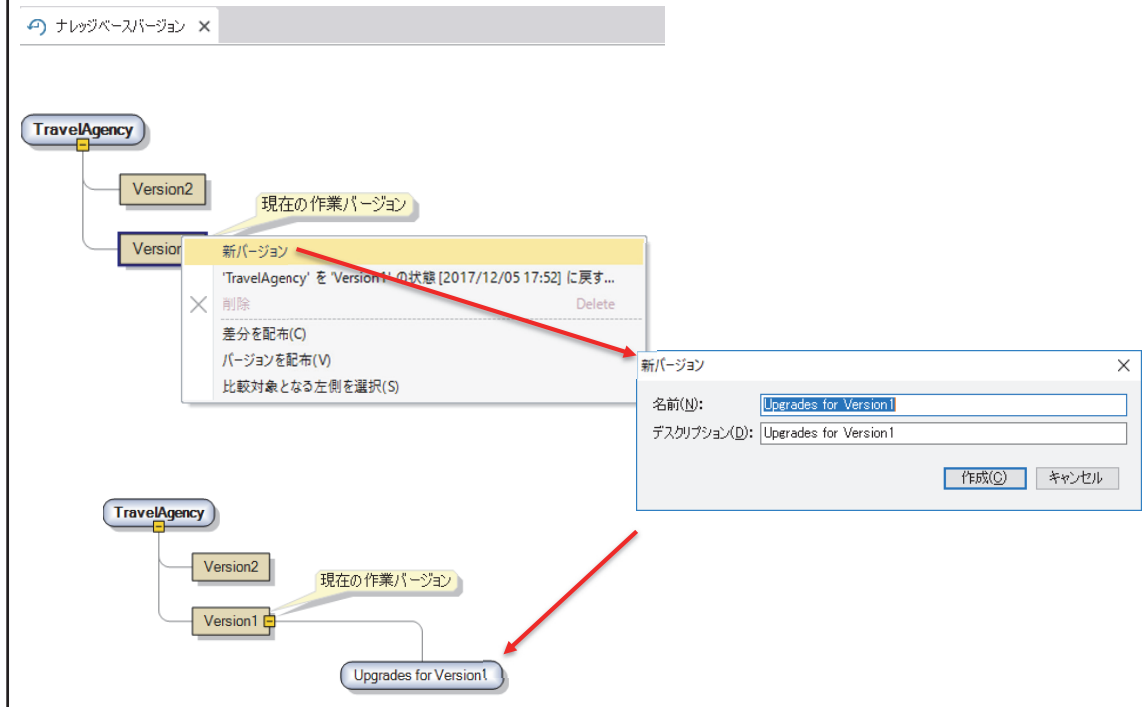 ナレッジベースバージョン ×
TravelAgency
Version2
現在の作業バージョン
Version
新バージョン
'TravelAgency' を 'Version1' の状態 [2017/12/05 17:52] に戻す...
削除 Delete
差分を配布(C)
バージョンを配布(V)
比較対象となる左側を選択(S)
新バージョン
名前(N): Upgrades for Version1
デスクリプション(D): Upgrades for Version1
作成(C) キャンセル
TravelAgency
Version2
現在の作業バージョン
Version1
Upgrades for Version1